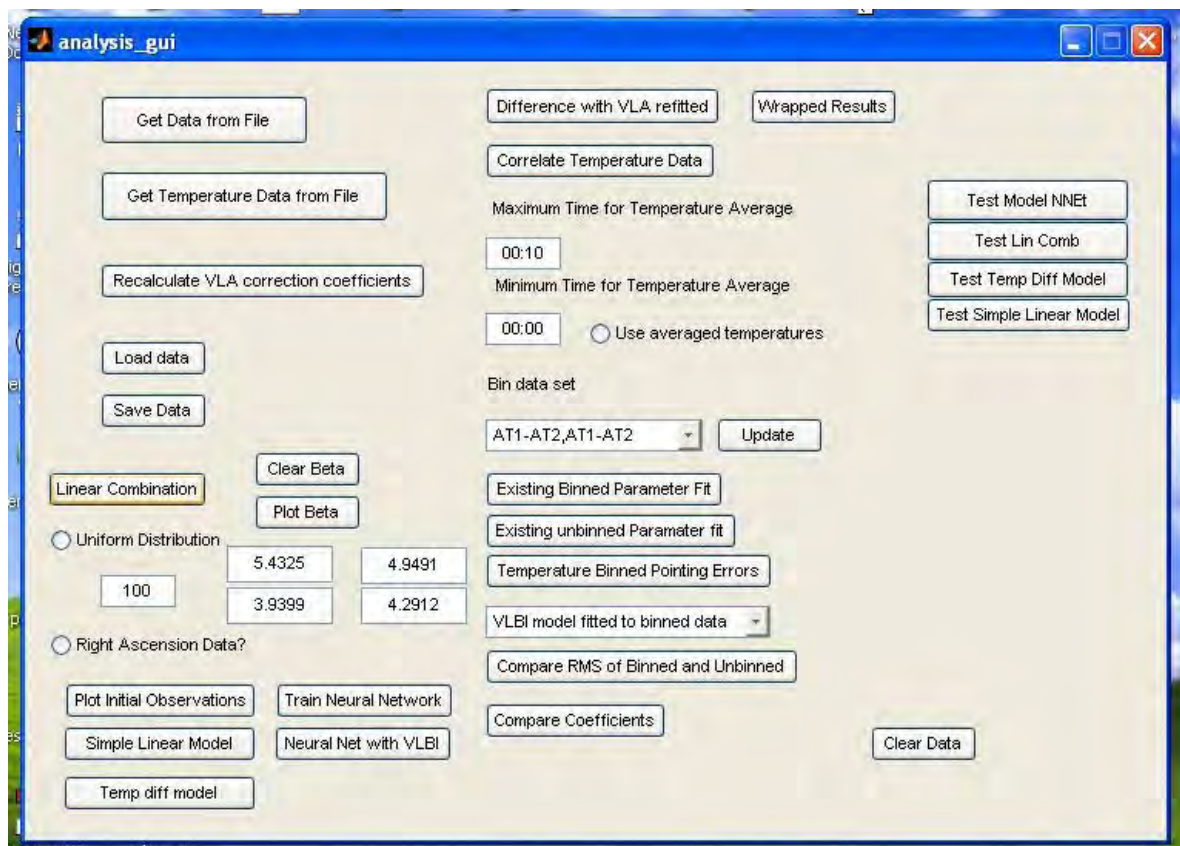 analysis_gui
Get Data from File
Get Temperature Data from File
Recalculate VLA correction coefficients
Load data
Save Data
Linear Combination
Clear Beta
Plot Beta
Uniform Distribution
5.4325
4.9491
100
3.9399
4.2912
Right Ascension Data?
Plot Initial Observations
Train Neural Network
Simple Linear Model
Neural Net with VLBI
Temp diff model
Difference with VLA refitted
Wrapped Results
Correlate Temperature Data
Maximum Time for Temperature Average
00:10
Minimum Time for Temperature Average
00:00
Use averaged temperatures
Bin data set
AT1-AT2,AT1-AT2
Update
Existing Binned Parameter Fit
Existing unbinned Paramater fit
Temperature Binned Pointing Errors
VLBI model fitted to binned data
Compare RMS of Binned and Unbinned
Compare Coefficients
Test Model NNEt
Test Lin Comb
Test Temp Diff Model
Test Simple Linear Model
Clear Data